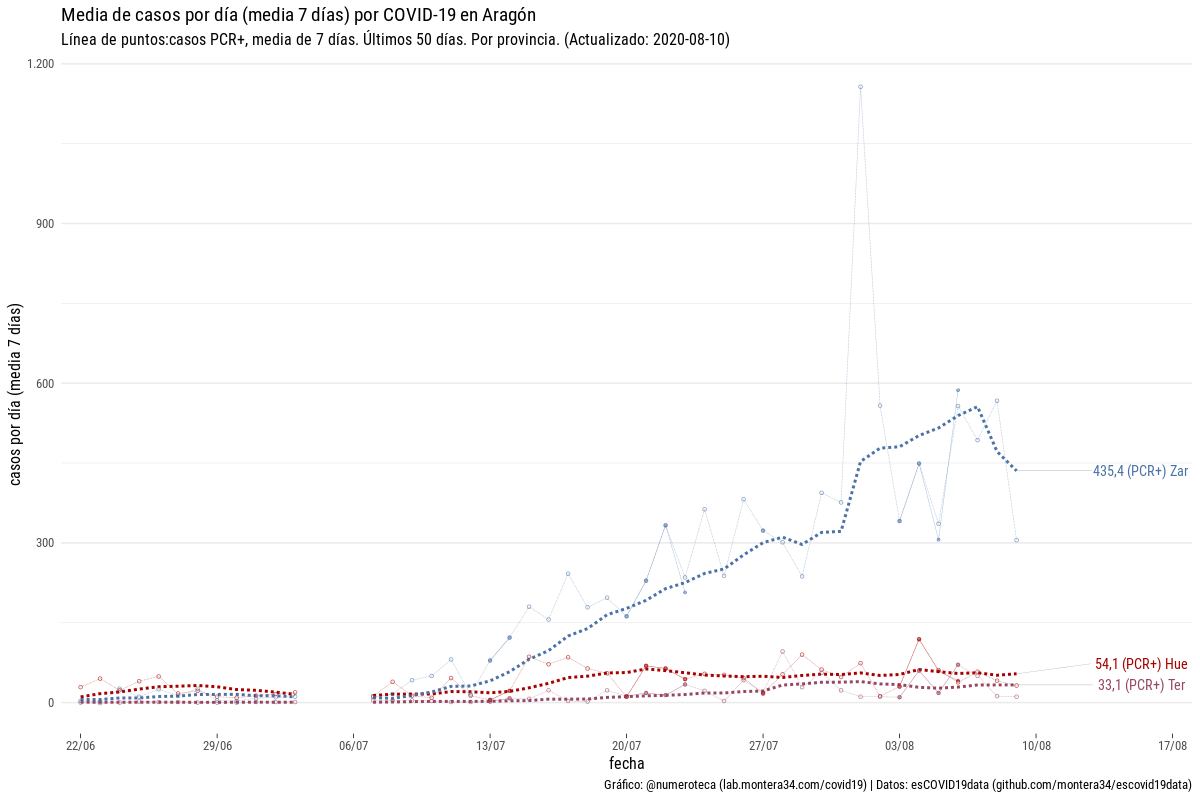 Media de casos por día (media 7 días) por COVID-19 en Aragón
Línea de puntos:casos PCR+, media de 7 días. Últimos 50 días. Por provincia. (Actualizado: 2020-08-10)
casos por día (media 7 días)
1.200
900
600
300
0
435,4 (PCR+) Zar
54,1 (PCR+) Hue
33,1 (PCR+) Ter
22/06
29/06
06/07
13/07
20/07
27/07
03/08
10/08
17/08
fecha
Gráfico: @numeroteca (lab.montera34.com/covid19) | Datos: esCOVID19data (github.com/montera34/escovid19data)